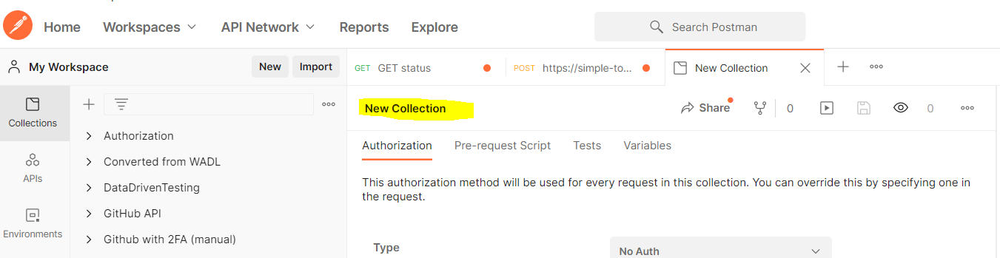 Home Workspaces API Network Reports Explore Search Postman
My Workspace New Import GET GET status POST https://simple-to... New Collection
New Collection Share 0 0
Collections
Authorization Pre-request Script Tests Variables
Authorization
Converted from WADL
APIs
DataDrivenTesting
This authorization method will be used for every request in this collection. You can override this by specifying one in
the request.
GitHub API
Environments
Github with 2FA (manual)
Type No Auth